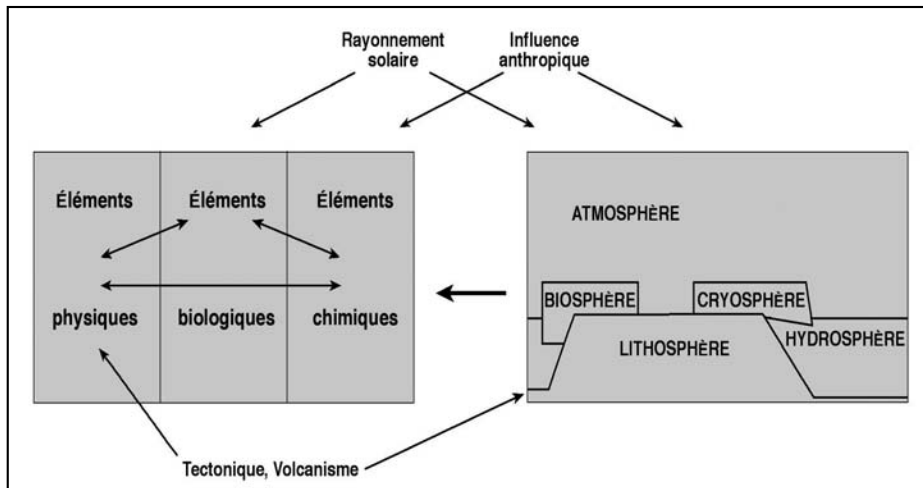 Rayonnement
solaire
Influence
anthropique
Éléments
Éléments
Éléments
physiques
biologiques
chimiques
ATMOSPHÈRE
BIOSPHÈRE
CRYOSPHÈRE
LITHOSPHÈRE
HYDROSPHÈRE
Tectonique, Volcanisme